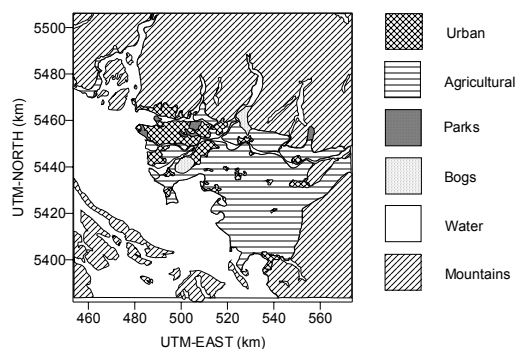 5506
5480
5460
5440
5420
5400
UTM-NORTH (km)
460 480 500 520 540 560
UTM-EAST (km)
Urban
Agricultural
Parks
Bogs
Water
Mountains